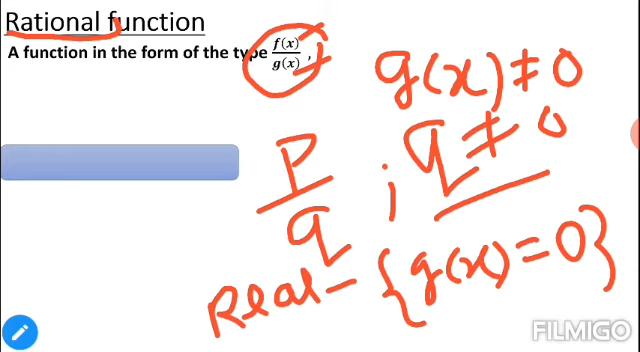 Rational function
A function in the form of the type f(x)/g(x) ,
g(x) ≠ 0
p/q ; q ≠ 0
Real – {g(x) = 0}
FILMIGO